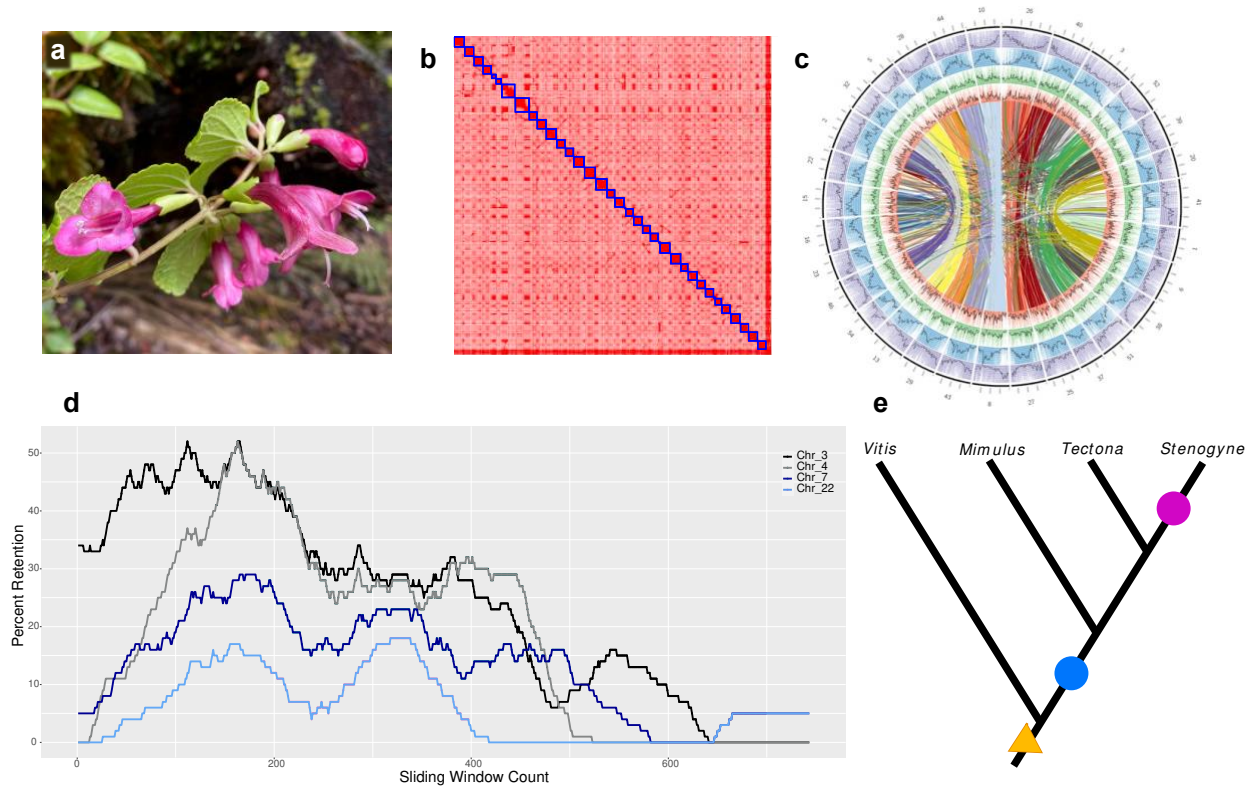 a
b
c
d
e
Percent Retention
50
40
30
20
10
0
Chr_3
Chr_4
Chr_7
Chr_22
0
200
400
600
Sliding Window Count
Vitis
Mimulus
Tectona
Stenogyne